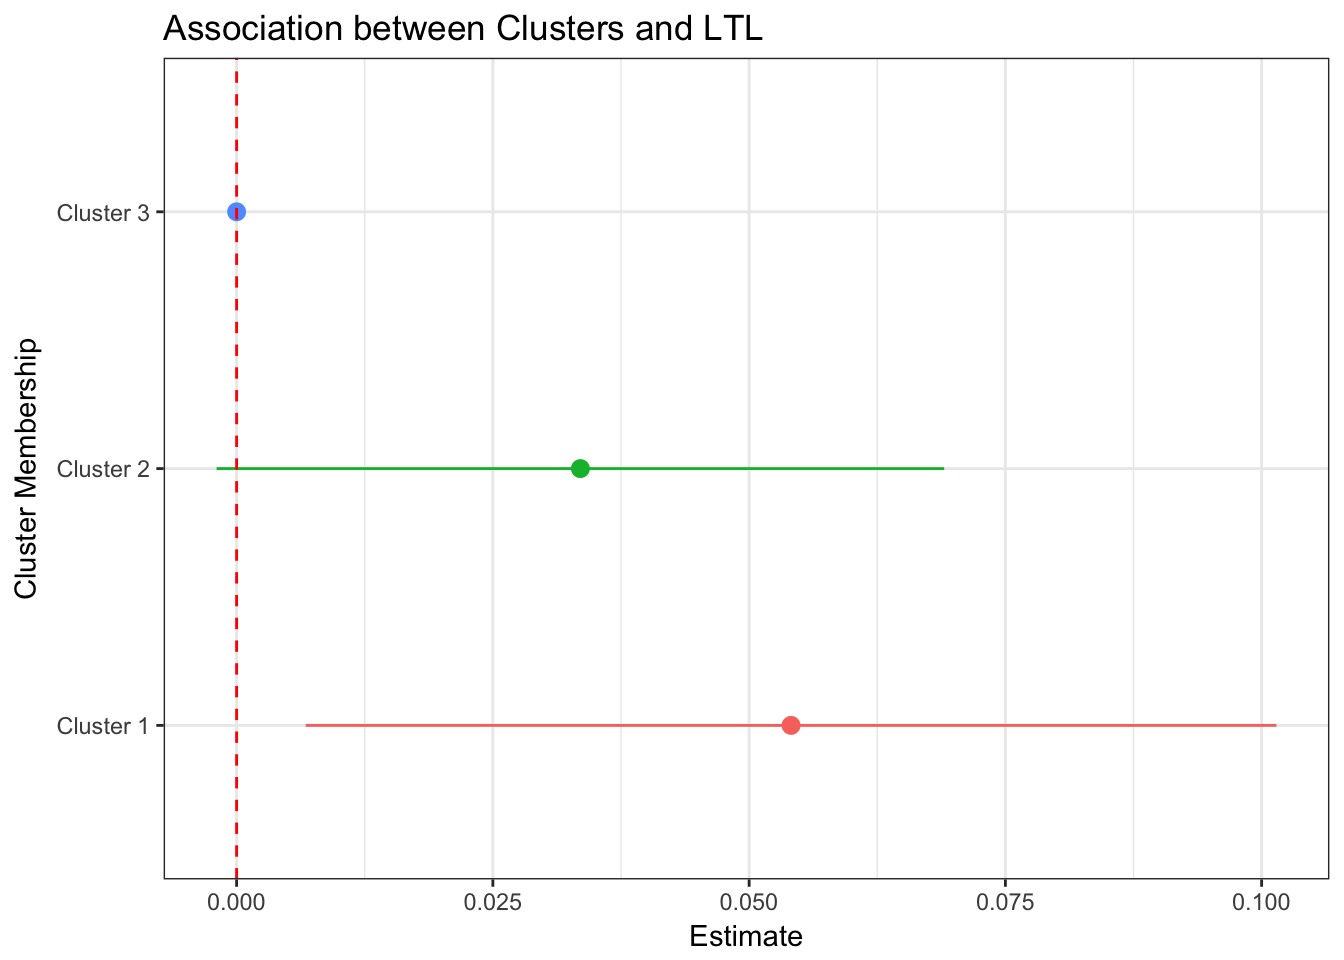 Association between Clusters and LTL
Cluster Membership
Cluster 3
Cluster 2
Cluster 1
0.000
0.025
0.050
0.075
0.100
Estimate